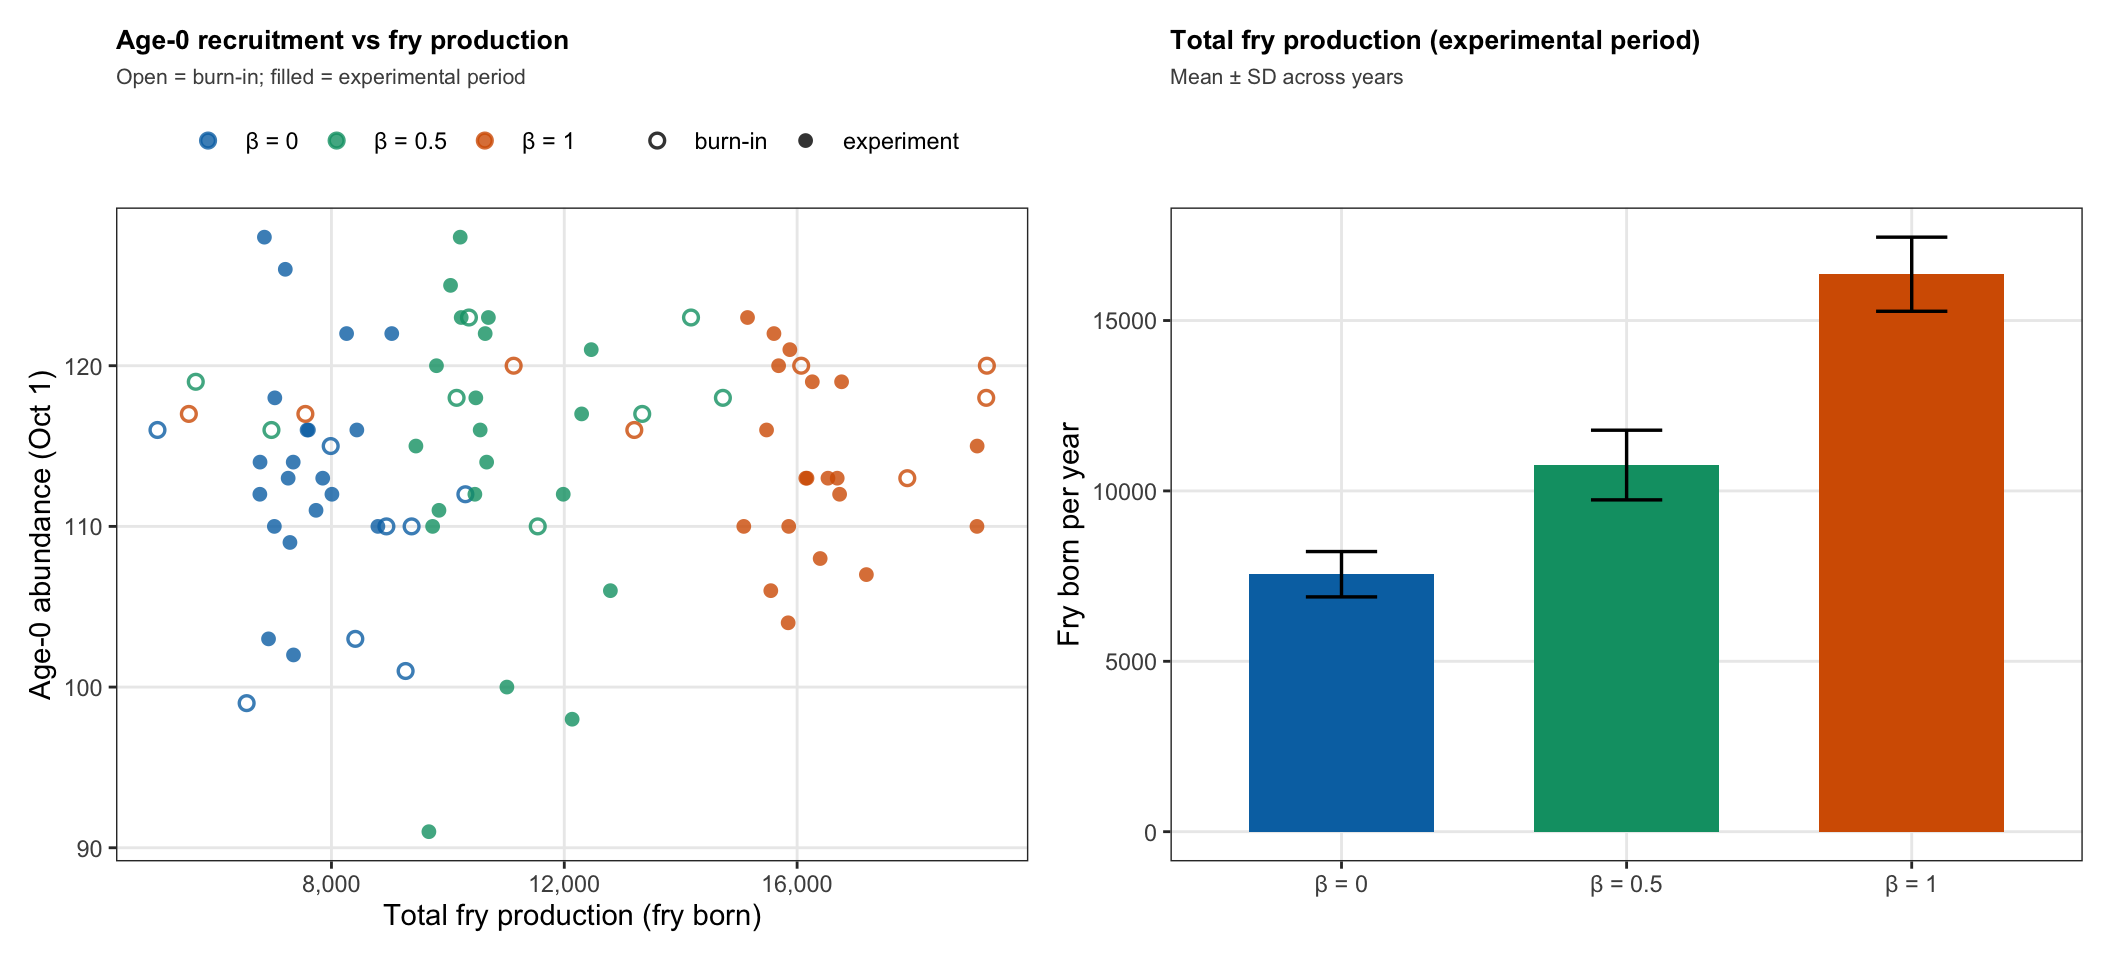 Age-0 recruitment vs fry production
Open = burn-in; filled = experimental period
β = 0 β = 0.5 β = 1 burn-in experiment
Age-0 abundance (Oct 1)
120
110
100
90
8,000 12,000 16,000
Total fry production (fry born)
Total fry production (experimental period)
Mean ± SD across years
Fry born per year
15000
10000
5000
0
β = 0 β = 0.5 β = 1